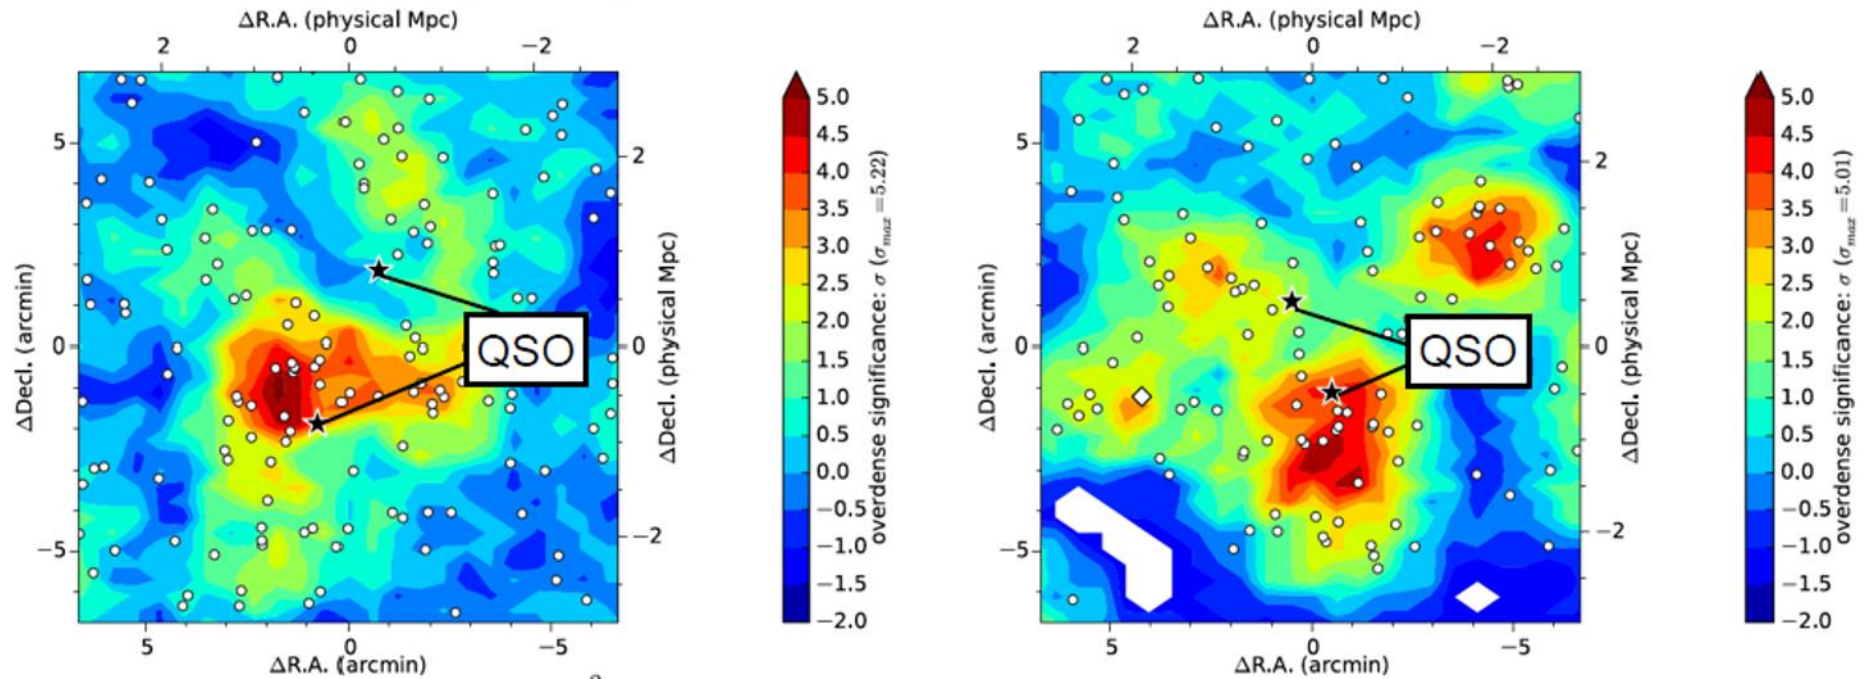 ΔR.A. (physical Mpc)
2 0 −2
5
0
−5
ΔDecl. (arcmin)
2
0
−2
ΔDecl. (physical Mpc)
QSO
5 0 −5
ΔR.A. (arcmin)
5.0
4.5
4.0
3.5
3.0
2.5
2.0
1.5
1.0
0.5
0.0
−0.5
−1.0
−1.5
−2.0
overdense significance: σ (σmax=5.22)
ΔR.A. (physical Mpc)
2 0 −2
5
0
−5
ΔDecl. (arcmin)
2
0
−2
ΔDecl. (physical Mpc)
QSO
5 0 −5
ΔR.A. (arcmin)
5.0
4.5
4.0
3.5
3.0
2.5
2.0
1.5
1.0
0.5
0.0
−0.5
−1.0
−1.5
−2.0
overdense significance: σ (σmax=5.01)